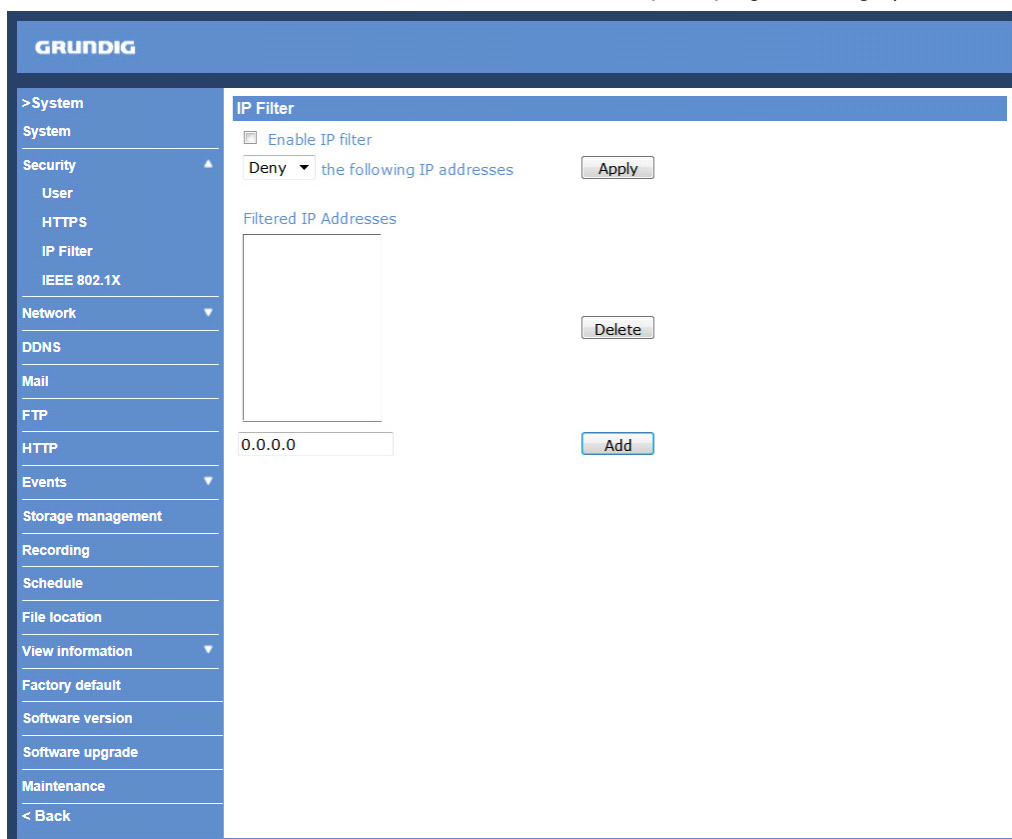 GRUNDIG
>System
System
Security
User
HTTPS
IP Filter
IEEE 802.1X
Network
DDNS
Mail
FTP
HTTP
Events
Storage management
Recording
Schedule
File location
View information
Factory default
Software version
Software upgrade
Maintenance
< Back
IP Filter
Enable IP filter
Deny the following IP addresses Apply
Filtered IP Addresses
Delete
0.0.0.0 Add